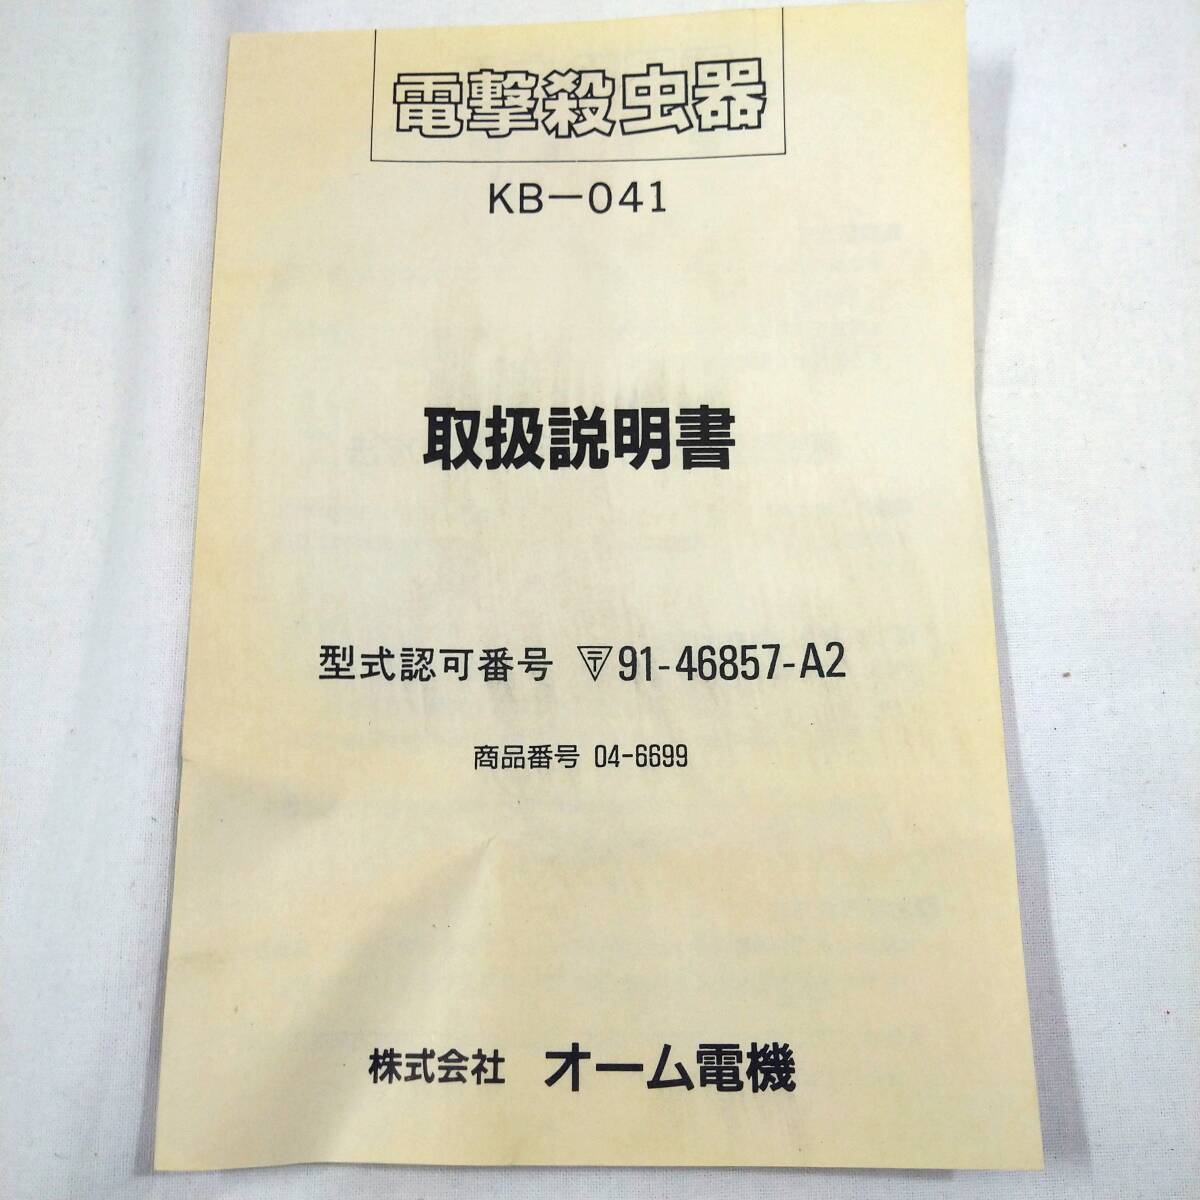 電撃殺虫器
KB-041
取扱説明書
型式認可番号 91-46857-A2
商品番号 04-6699
株式会社 オーム電機